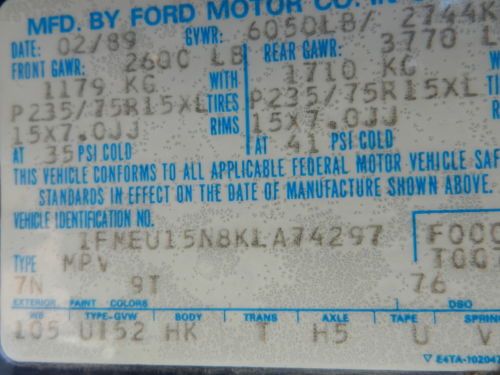 MFD. BY FORD MOTOR CO. IN
DATE: 02/89 GVWR: 6050LB/ 2744K
FRONT GAWR: 2600 LB REAR GAWR: 3770 L
1179 KG WITH 1710 KG
P235/75R15XL TIRES P235/75R15XL TI
15X7.0JJ RIMS 15X7.0JJ
AT 35 PSI COLD AT 41 PSI COLD
THIS VEHICLE CONFORMS TO ALL APPLICABLE FEDERAL MOTOR VEHICLE SAF
STANDARDS IN EFFECT ON THE DATE OF MANUFACTURE SHOWN ABOVE.
VEHICLE IDENTIFICATION NO.
1FMEU15N8KLA74297 F00
TYPE MPV
7N 9T 76
EXTERIOR PAINT COLORS DSO
WB TYPE-GVW BODY TRANS AXLE TAPE SPRIN
105 U152 HK T H5 U V
▽ E4TA-10204